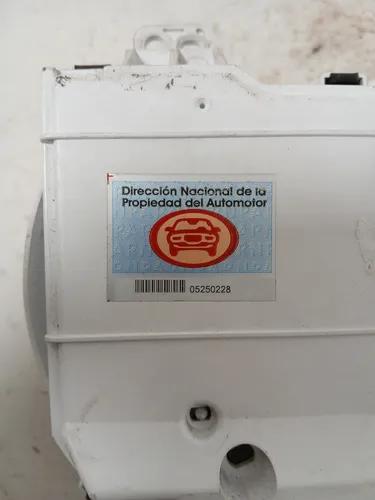 Dirección Nacional de la
Propiedad del Automotor
05250228